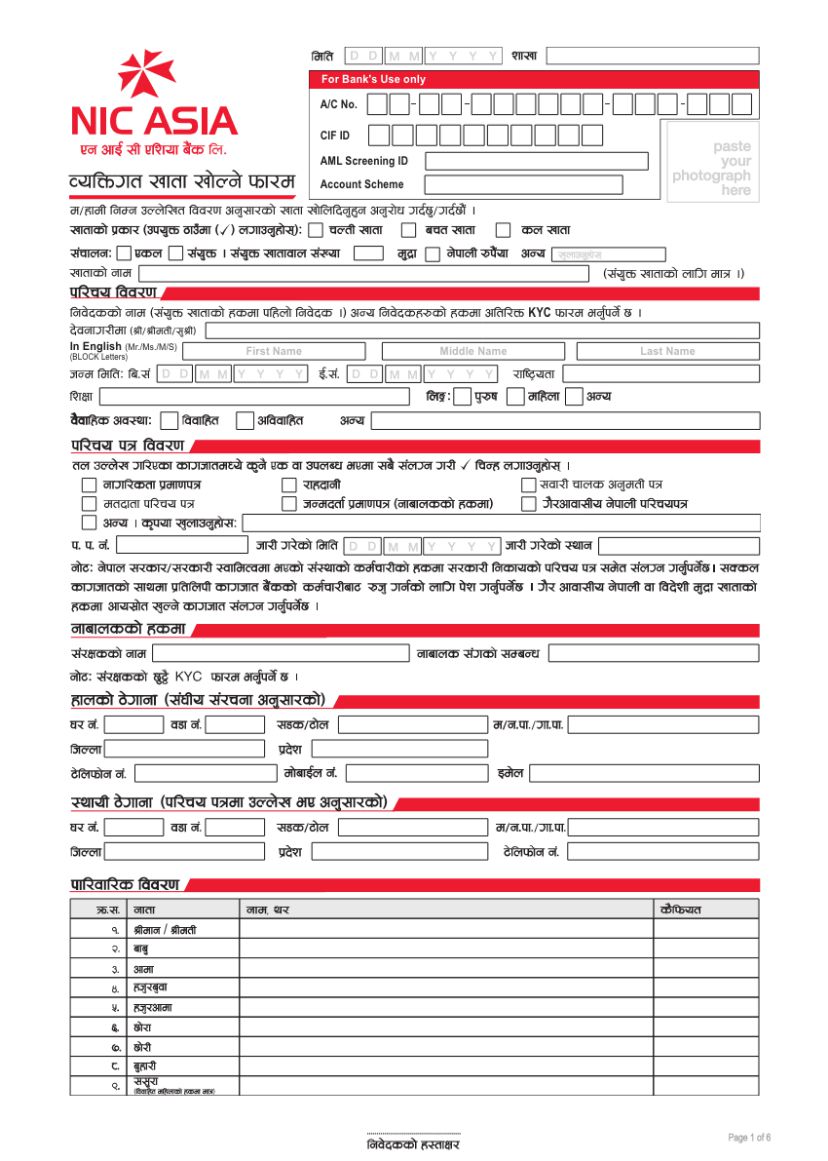 मिति D D M M Y Y Y Y शाखा
For Bank's Use only
NIC ASIA
एन आई सी एशिया बैंक लि.
A/C No. - - - -
CIF ID
AML Screening ID
Account Scheme
paste
your
photograph
here
व्यक्तिगत खाता खोल्ने फारम
म/हामी निम्न उल्लेखित विवरण अनुसारको खाता खोलिदिनुहुन अनुरोध गर्दछु/गर्दछौं ।
खाताको प्रकार (उपयुक्त ठाउँमा (✓) लगाउनुहोस्): चल्ती खाता बचत खाता कल खाता
संचालन: एकल संयुक्त । संयुक्त खातावाल संख्या मुद्रा नेपाली रुपैंया अन्य खुलाउनुहोस
खाताको नाम (संयुक्त खाताको लागि मात्र ।)
परिचय विवरण
निवेदकको नाम (संयुक्त खाताको हकमा पहिलो निवेदक ।) अन्य निवेदकहरुको हकमा अतिरिक्त KYC फारम भर्नुपर्ने छ ।
देवनागरीमा (श्री/श्रीमती/सुश्री)
In English (Mr./Ms./M/S) First Name Middle Name Last Name
(BLOCK Letters)
जन्म मिति: बि.सं D D M M Y Y Y Y ई.सं. D D M M Y Y Y Y राष्ट्रियता
शिक्षा लिङ्ग: पुरुष महिला अन्य
वैवाहिक अवस्था: विवाहित अविवाहित अन्य
परिचय पत्र विवरण
तल उल्लेख गरिएका कागजातमध्ये कुनै एक वा उपलब्ध भएमा सबै संलग्न गरी ✓ चिन्ह लगाउनुहोस् ।
नागरिकता प्रमाणपत्र राहदानी सवारी चालक अनुमती पत्र
मतदाता परिचय पत्र जन्मदर्ता प्रमाणपत्र (नाबालकको हकमा) गैरआवासीय नेपाली परिचयपत्र
अन्य । कृपया खुलाउनुहोस:
प. प. नं. जारी गरेको मिति D D M M Y Y Y Y जारी गरेको स्थान
नोट: नेपाल सरकार/सरकारी स्वामित्वमा भएको संस्थाको कर्मचारीको हकमा सरकारी निकायको परिचय पत्र समेत संलग्न गर्नुपर्नेछ। सक्कल
कागजातको साथमा प्रतिलिपी कागजात बैंकको कर्मचारीबाट रुजु गर्नको लागि पेश गर्नुपर्नेछ । गैर आवासीय नेपाली वा विदेशी मुद्रा खाताको
हकमा आयस्रोत खुल्ने कागजात संलग्न गर्नुपर्नेछ ।
नाबालकको हकमा
संरक्षकको नाम नाबालक संगको सम्बन्ध
नोट: संरक्षकको छुट्टै KYC फारम भर्नुपर्ने छ ।
हालको ठेगाना (संघीय संरचना अनुसारको)
घर नं. वडा नं. सडक/टोल म/न.पा./गा.पा.
जिल्ला प्रदेश
टेलिफोन नं. मोबाईल नं. इमेल
स्थायी ठेगाना (परिचय पत्रमा उल्लेख भए अनुसारको)
घर नं. वडा नं. सडक/टोल म/न.पा./गा.पा.
जिल्ला प्रदेश टेलिफोन नं.
पारिवारिक विवरण
क्र.स. नाता नाम, थर कैफियत
१. श्रीमान / श्रीमती
२. बाबु
३. आमा
४. हजुरबुवा
५. हजुरआमा
६. छोरा
७. छोरी
८. बुहारी
९. ससुरा
(विवाहित महिलाको हकमा मात्र)
निवेदकको हस्ताक्षर
Page 1 of 6